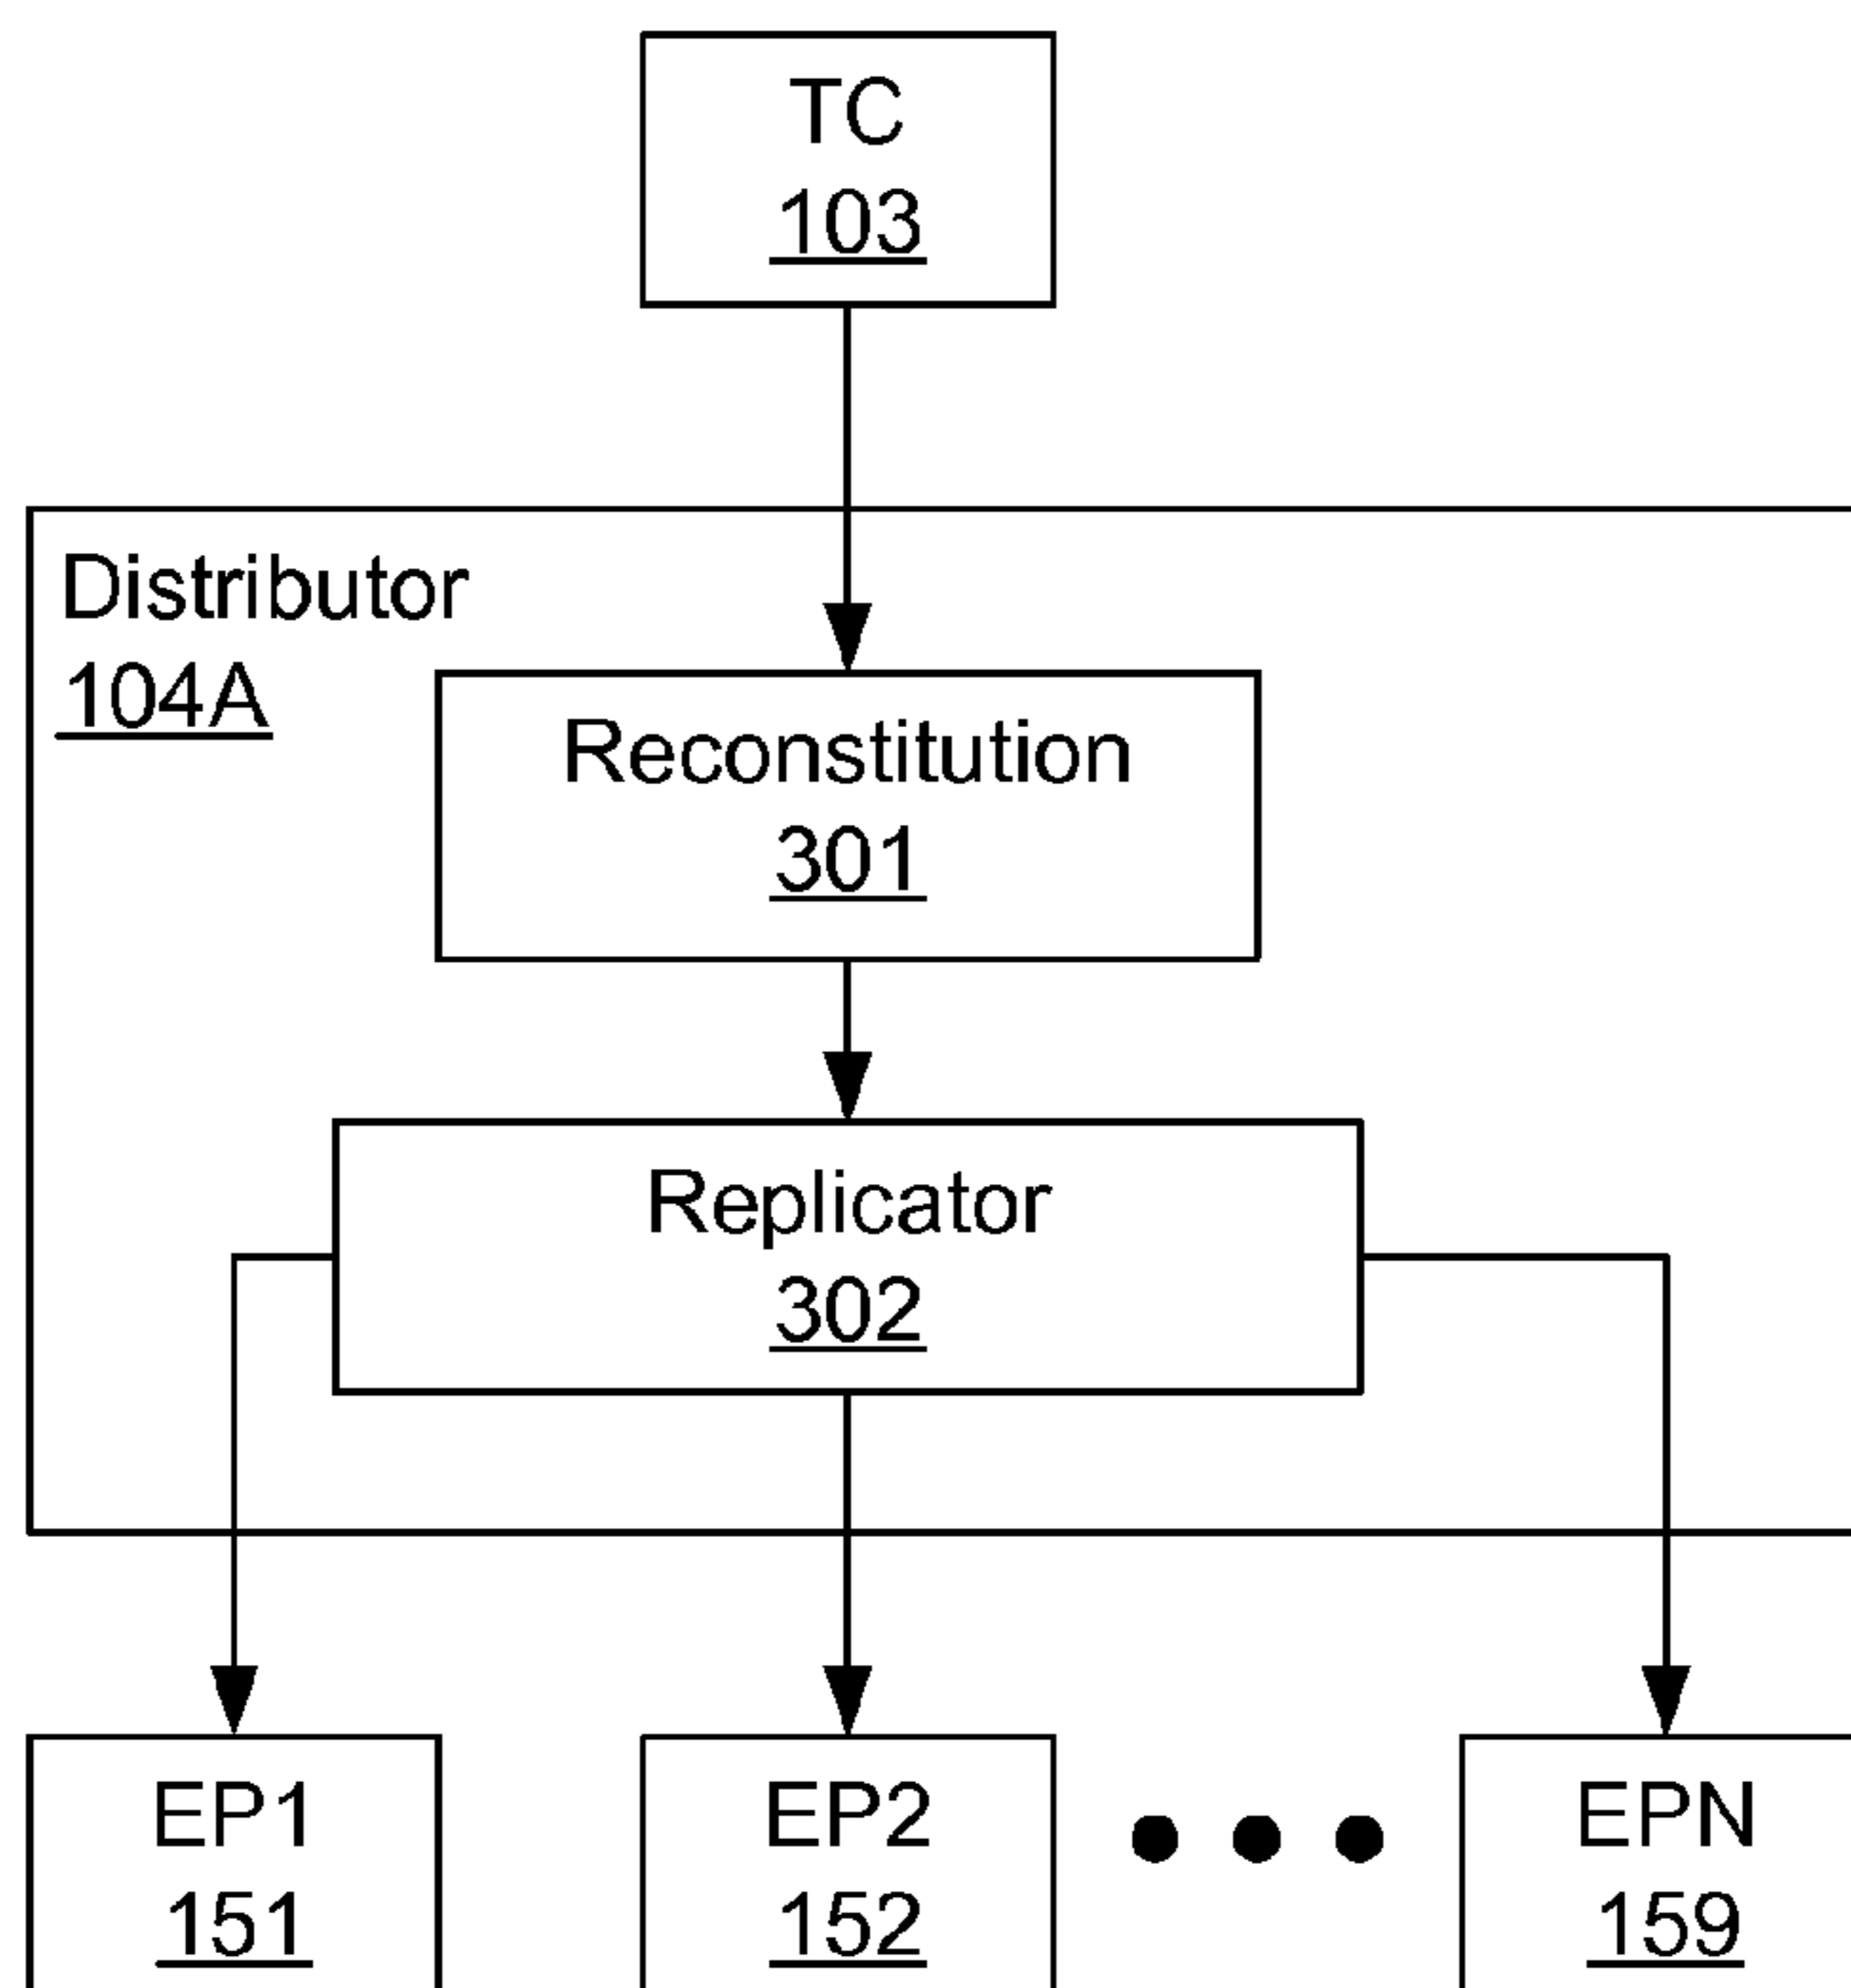 TC
103
Distributor
104A
Reconstitution
301
Replicator
302
EP1
151
EP2
152
EPN
159